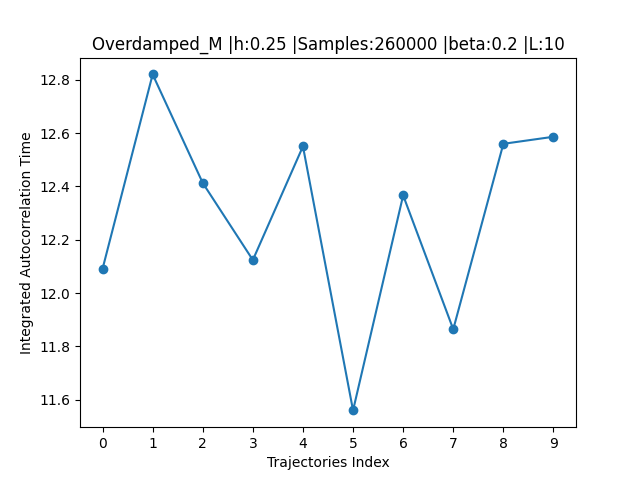 Overdamped_M |h:0.25 |Samples:260000 |beta:0.2 |L:10
Integrated Autocorrelation Time
12.8
12.6
12.4
12.2
12.0
11.8
11.6
0 1 2 3 4 5 6 7 8 9
Trajectories Index